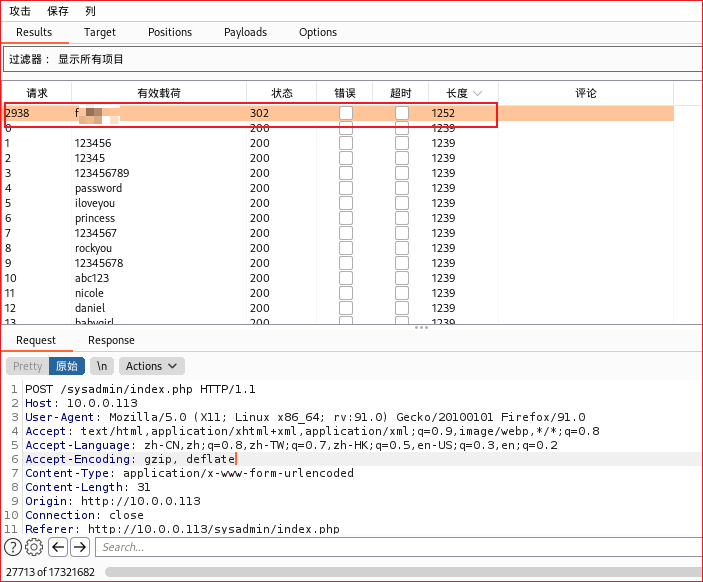 攻击 保存 列
Results Target Positions Payloads Options
过滤器： 显示所有项目
请求 有效载荷 状态 错误 超时 长度 评论
2938 f 302 1252
0 200 1239
1 123456 200 1239
2 12345 200 1239
3 123456789 200 1239
4 password 200 1239
5 iloveyou 200 1239
6 princess 200 1239
7 1234567 200 1239
8 rockyou 200 1239
9 12345678 200 1239
10 abc123 200 1239
11 nicole 200 1239
12 daniel 200 1239
13 babygirl 200 1239
Request Response
Pretty 原始 \n Actions
1 POST /sysadmin/index.php HTTP/1.1
2 Host: 10.0.0.113
3 User-Agent: Mozilla/5.0 (X11; Linux x86_64; rv:91.0) Gecko/20100101 Firefox/91.0
4 Accept: text/html,application/xhtml+xml,application/xml;q=0.9,image/webp,*/*;q=0.8
5 Accept-Language: zh-CN,zh;q=0.8,zh-TW;q=0.7,zh-HK;q=0.5,en-US;q=0.3,en;q=0.2
6 Accept-Encoding: gzip, deflate
7 Content-Type: application/x-www-form-urlencoded
8 Content-Length: 31
9 Origin: http://10.0.0.113
10 Connection: close
11 Referer: http://10.0.0.113/sysadmin/index.php
? Search...
27713 of 17321682